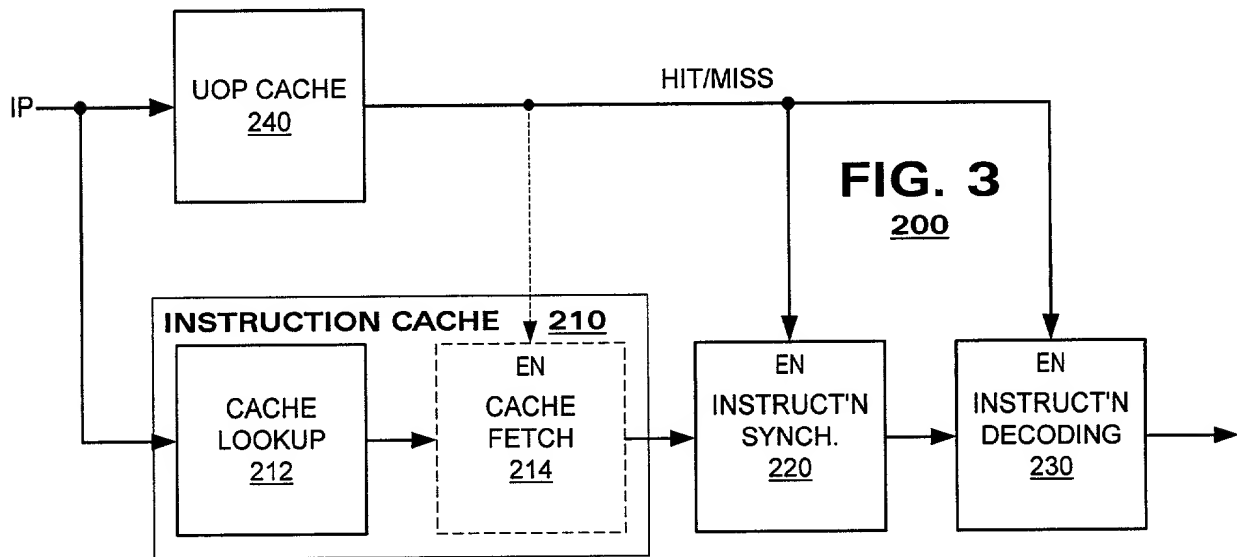 IP
UOP CACHE
240
HIT/MISS
FIG. 3
200
INSTRUCTION CACHE 210
CACHE
LOOKUP
212
EN
CACHE
FETCH
214
EN
INSTRUCT'N
SYNCH.
220
EN
INSTRUCT'N
DECODING
230